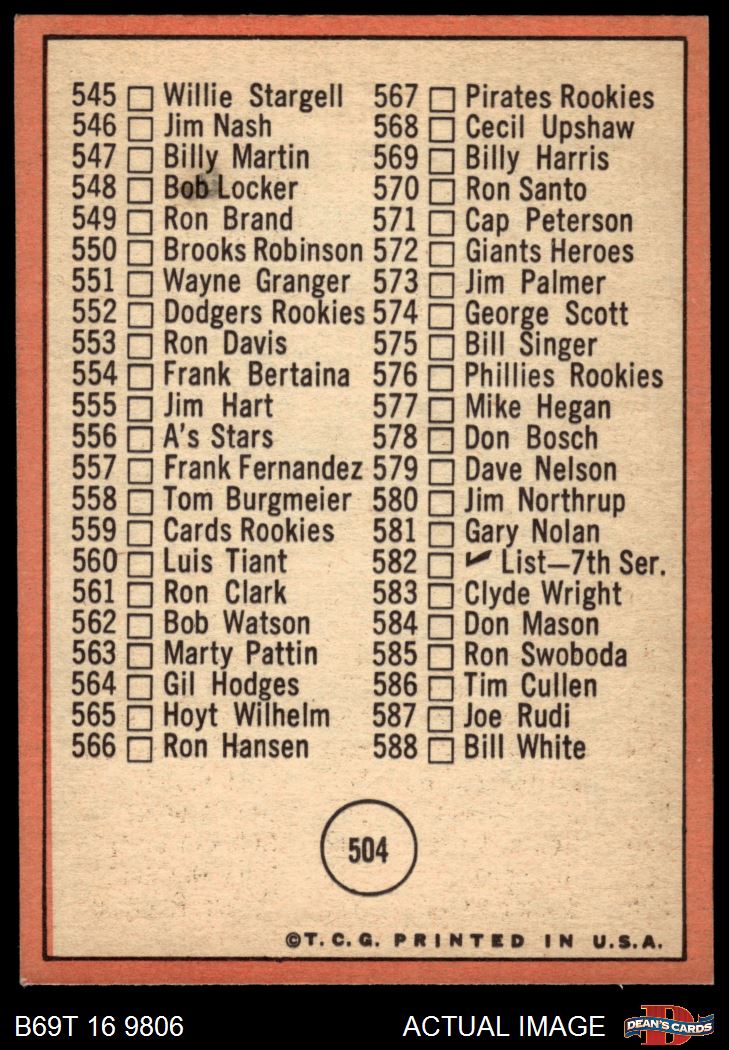 545 ☐ Willie Stargell
546 ☐ Jim Nash
547 ☐ Billy Martin
548 ☐ Bob Locker
549 ☐ Ron Brand
550 ☐ Brooks Robinson
551 ☐ Wayne Granger
552 ☐ Dodgers Rookies
553 ☐ Ron Davis
554 ☐ Frank Bertaina
555 ☐ Jim Hart
556 ☐ A's Stars
557 ☐ Frank Fernandez
558 ☐ Tom Burgmeier
559 ☐ Cards Rookies
560 ☐ Luis Tiant
561 ☐ Ron Clark
562 ☐ Bob Watson
563 ☐ Marty Pattin
564 ☐ Gil Hodges
565 ☐ Hoyt Wilhelm
566 ☐ Ron Hansen
567 ☐ Pirates Rookies
568 ☐ Cecil Upshaw
569 ☐ Billy Harris
570 ☐ Ron Santo
571 ☐ Cap Peterson
572 ☐ Giants Heroes
573 ☐ Jim Palmer
574 ☐ George Scott
575 ☐ Bill Singer
576 ☐ Phillies Rookies
577 ☐ Mike Hegan
578 ☐ Don Bosch
579 ☐ Dave Nelson
580 ☐ Jim Northrup
581 ☐ Gary Nolan
582 ☐ ✔ List—7th Ser.
583 ☐ Clyde Wright
584 ☐ Don Mason
585 ☐ Ron Swoboda
586 ☐ Tim Cullen
587 ☐ Joe Rudi
588 ☐ Bill White
504
©T.C.G. PRINTED IN U.S.A.
B69T 16 9806
ACTUAL IMAGE
D
DEAN'S CARDS